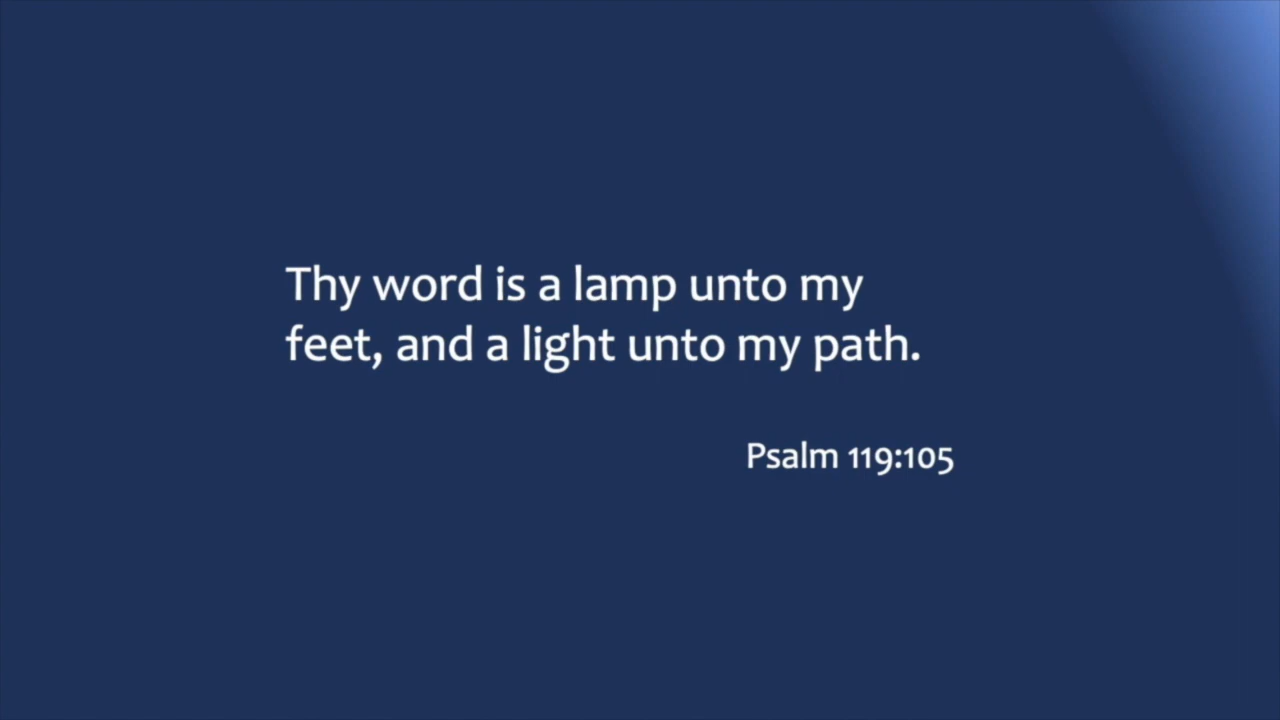 Thy word is a lamp unto my
feet, and a light unto my path.
Psalm 119:105